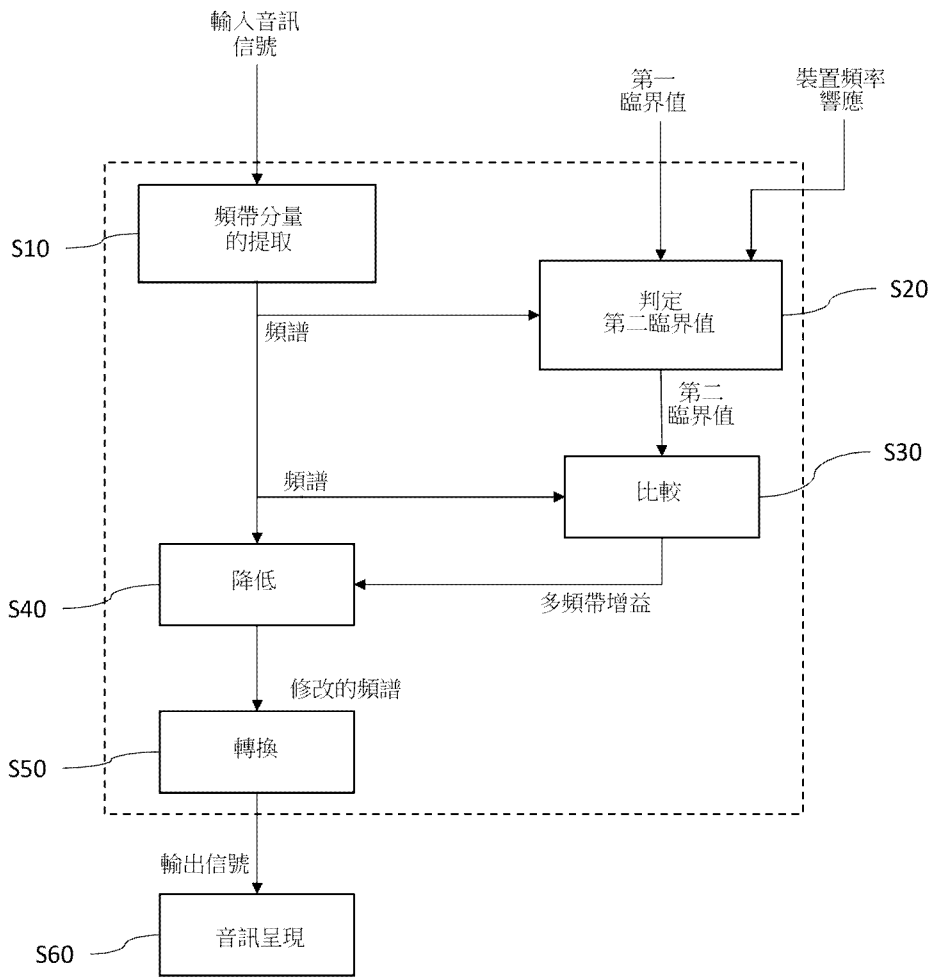 輸入音訊
信號
第一
臨界值
裝置頻率
響應
頻帶分量
的提取
S10
判定
第二臨界值
S20
頻譜
第二
臨界值
頻譜
比較
S30
降低
S40
多頻帶增益
修改的頻譜
轉換
S50
輸出信號
音訊呈現
S60